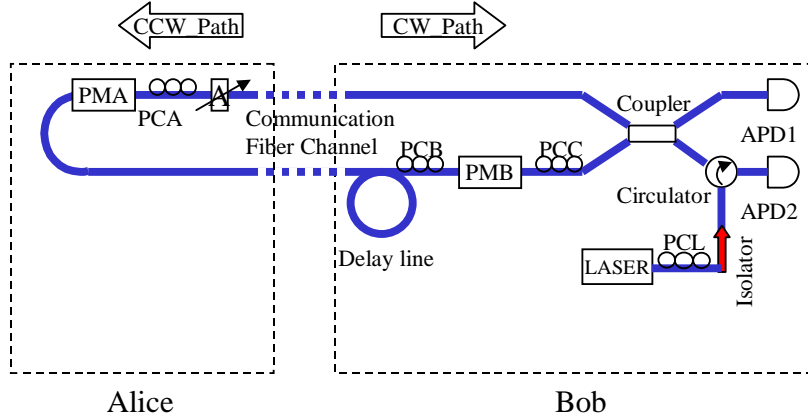 CCW_Path
CW_Path
PMA
PCA
A
Communication
Fiber Channel
Coupler
APD1
PCB
PMB
PCC
Circulator
APD2
Delay line
LASER
PCL
Isolator
Alice
Bob